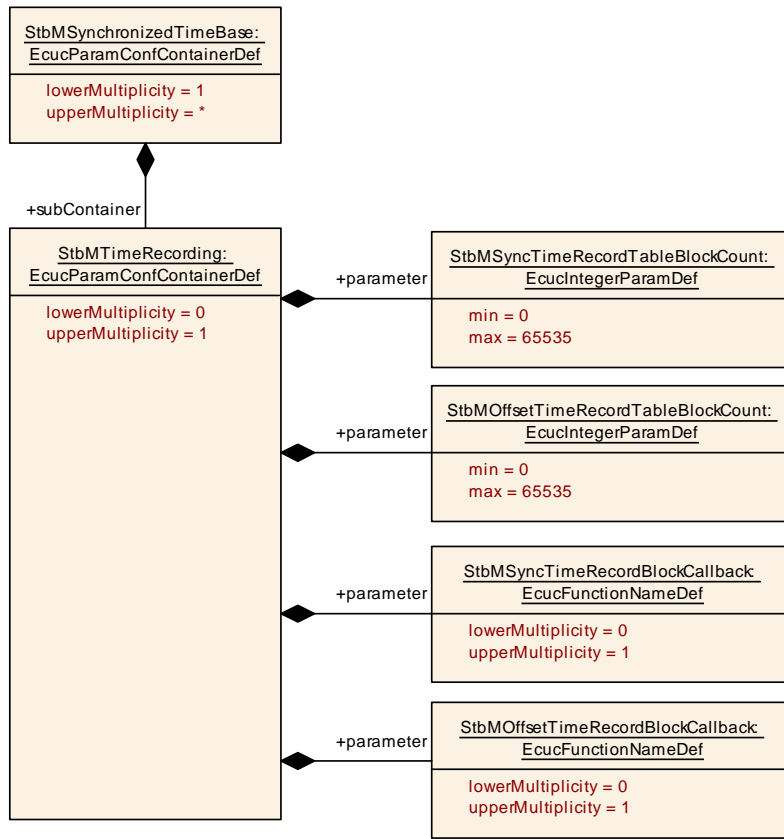 StbMSynchronizedTimeBase:
EcucParamConfContainerDef
lowerMultiplicity = 1
upperMultiplicity = *
+subContainer
StbMTimeRecording:
EcucParamConfContainerDef
lowerMultiplicity = 0
upperMultiplicity = 1
+parameter
StbMSyncTimeRecordTableBlockCount:
EcucIntegerParamDef
min = 0
max = 65535
+parameter
StbMOffsetTimeRecordTableBlockCount:
EcucIntegerParamDef
min = 0
max = 65535
+parameter
StbMSyncTimeRecordBlockCallback:
EcucFunctionNameDef
lowerMultiplicity = 0
upperMultiplicity = 1
+parameter
StbMOffsetTimeRecordBlockCallback:
EcucFunctionNameDef
lowerMultiplicity = 0
upperMultiplicity = 1